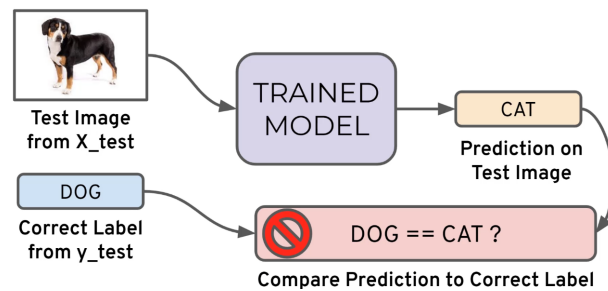 Test Image
from X_test
TRAINED
MODEL
CAT
Prediction on
Test Image
DOG
Correct Label
from y_test
DOG == CAT ?
Compare Prediction to Correct Label